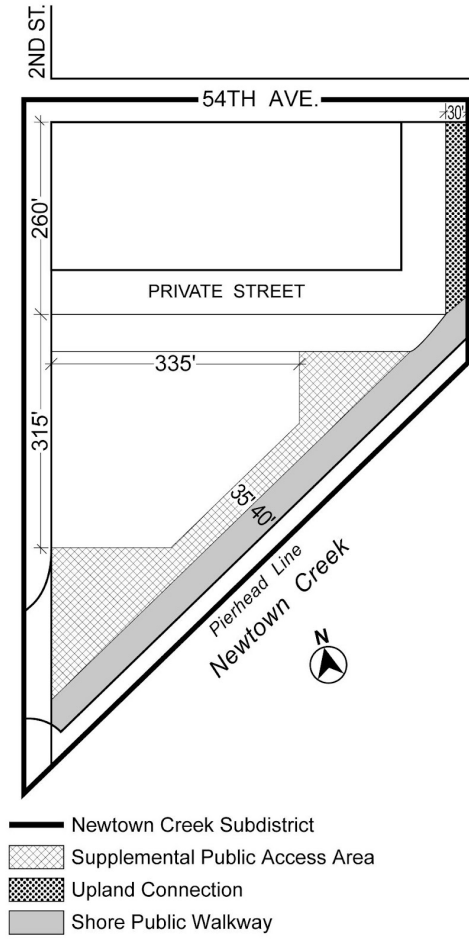 2ND ST.
54TH AVE.
30'
260'
PRIVATE STREET
335'
315'
35' 40'
Pierhead Line
Newtown Creek
N
Newtown Creek Subdistrict
Supplemental Public Access Area
Upland Connection
Shore Public Walkway